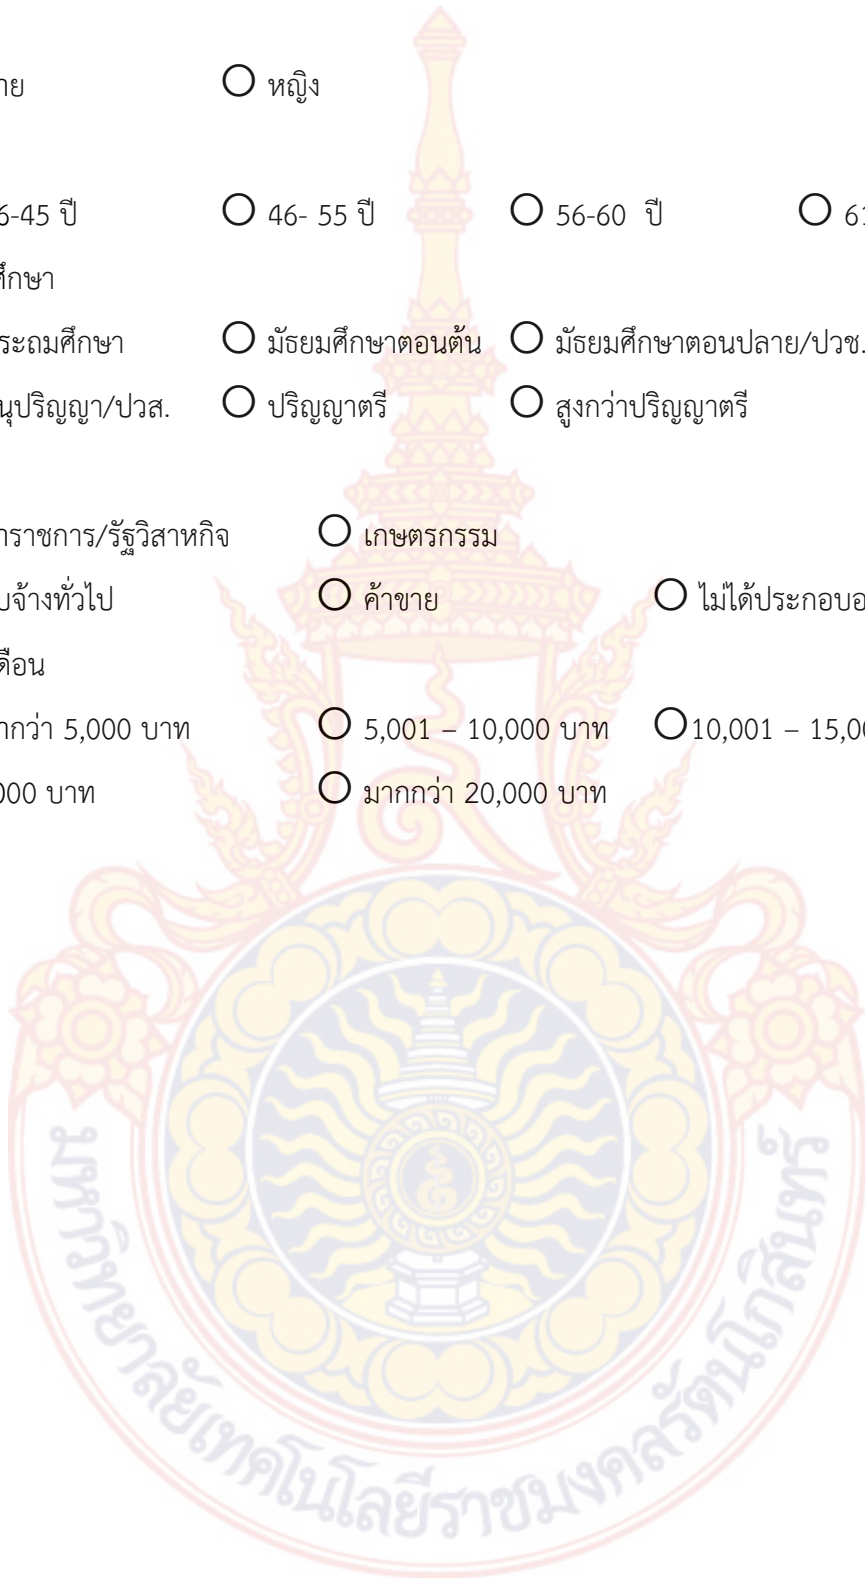 าย ○ หญิง
6-45 ปี ○ 46- 55 ปี ○ 56-60 ปี ○ 61
ศึกษา
ระถมศึกษา ○ มัธยมศึกษาตอนต้น ○ มัธยมศึกษาตอนปลาย/ปวช.
นุปริญญา/ปวส. ○ ปริญญาตรี ○ สูงกว่าปริญญาตรี
าราชการ/รัฐวิสาหกิจ ○ เกษตรกรรม
บจ้างทั่วไป ○ ค้าขาย ○ ไม่ได้ประกอบอ
ดือน
ากว่า 5,000 บาท ○ 5,001 – 10,000 บาท ○10,001 – 15,00
000 บาท ○ มากกว่า 20,000 บาท
มหาวิทยาลัยเทคโนโลยีราชมงคลรัตนโกสินทร์